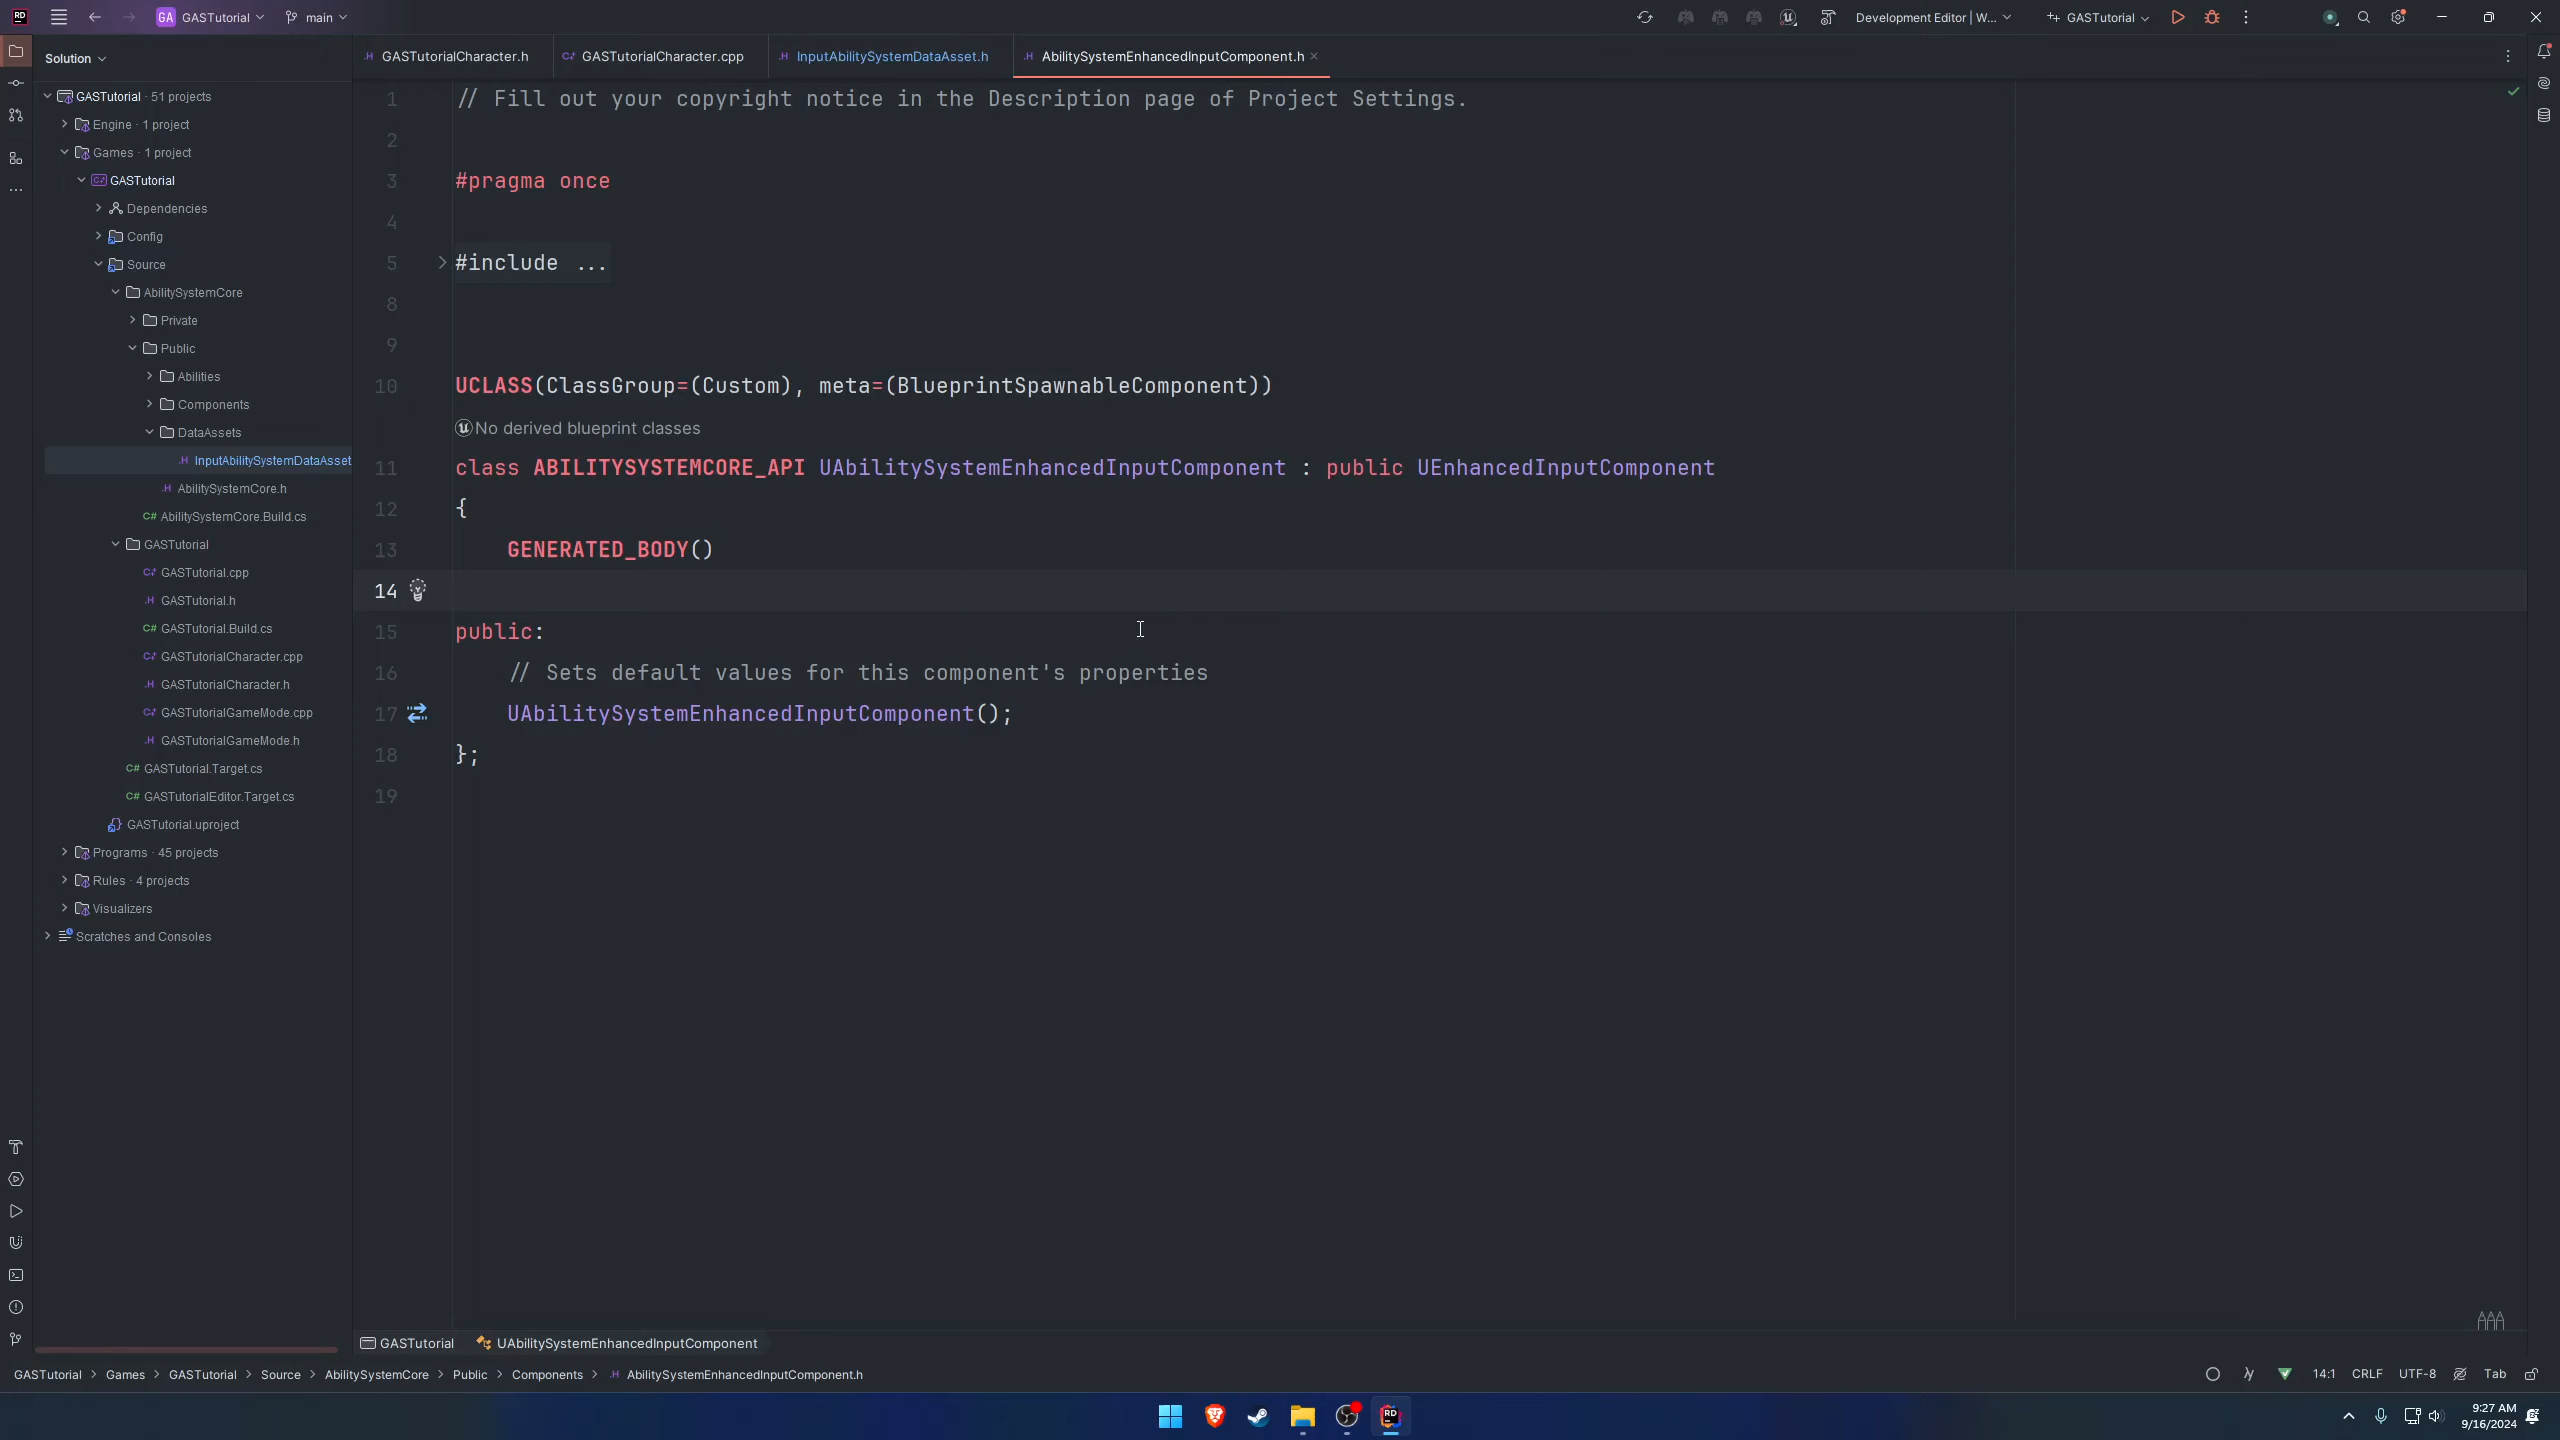 RD
GA GASTutorial
main
Development Editor | W...
GASTutorial
Solution
GASTutorialCharacter.h
GASTutorialCharacter.cpp
InputAbilitySystemDataAsset.h
AbilitySystemEnhancedInputComponent.h
GASTutorial · 51 projects
Engine · 1 project
Games · 1 project
GASTutorial
Dependencies
Config
Source
AbilitySystemCore
Private
Public
Abilities
Components
DataAssets
InputAbilitySystemDataAsset
AbilitySystemCore.h
C# AbilitySystemCore.Build.cs
GASTutorial
GASTutorial.cpp
GASTutorial.h
C# GASTutorial.Build.cs
GASTutorialCharacter.cpp
GASTutorialCharacter.h
GASTutorialGameMode.cpp
GASTutorialGameMode.h
C# GASTutorial.Target.cs
C# GASTutorialEditor.Target.cs
GASTutorial.uproject
Programs · 45 projects
Rules · 4 projects
Visualizers
Scratches and Consoles
1 // Fill out your copyright notice in the Description page of Project Settings.
2
3 #pragma once
4
5 #include ...
8
9
10 UCLASS(ClassGroup=(Custom), meta=(BlueprintSpawnableComponent))
No derived blueprint classes
11 class ABILITYSYSTEMCORE_API UAbilitySystemEnhancedInputComponent : public UEnhancedInputComponent
12 {
13 GENERATED_BODY()
14
15 public:
16 // Sets default values for this component's properties
17 UAbilitySystemEnhancedInputComponent();
18 };
19
GASTutorial UAbilitySystemEnhancedInputComponent
GASTutorial > Games > GASTutorial > Source > AbilitySystemCore > Public > Components > AbilitySystemEnhancedInputComponent.h
14:1 CRLF UTF-8 Tab
RD
9:27 AM
9/16/2024